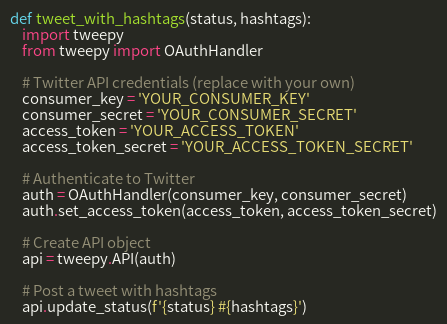 def tweet_with_hashtags(status, hashtags):
    import tweepy
    from tweepy import OAuthHandler

    # Twitter API credentials (replace with your own)
    consumer_key = 'YOUR_CONSUMER_KEY'
    consumer_secret = 'YOUR_CONSUMER_SECRET'
    access_token = 'YOUR_ACCESS_TOKEN'
    access_token_secret = 'YOUR_ACCESS_TOKEN_SECRET'

    # Authenticate to Twitter
    auth = OAuthHandler(consumer_key, consumer_secret)
    auth.set_access_token(access_token, access_token_secret)

    # Create API object
    api = tweepy.API(auth)

    # Post a tweet with hashtags
    api.update_status(f'{status} #{hashtags}')